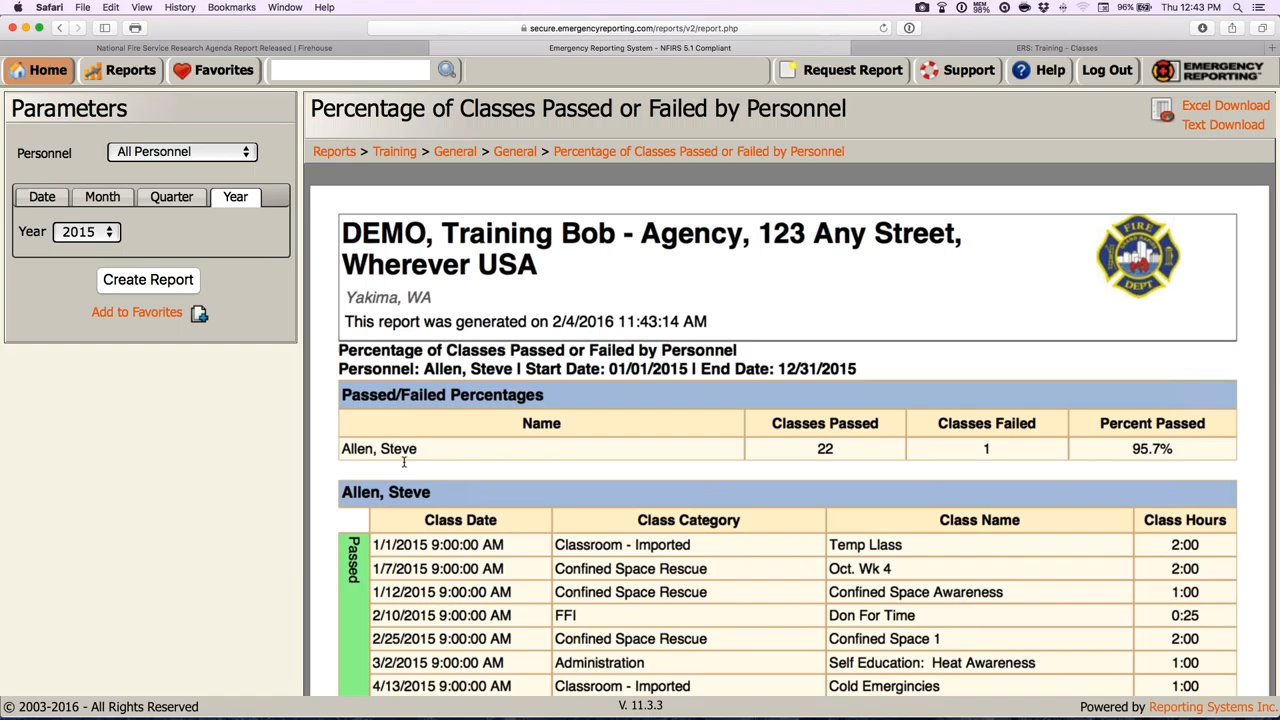 Safari File Edit View History Bookmarks Window Help 96% Thu 12:43 PM
secure.emergencyreporting.com/reports/v2/report.php
National Fire Service Research Agenda Report Released | Firehouse
Emergency Reporting System - NFIRS 5.1 Compliant
ERS: Training - Classes
Home Reports Favorites Request Report Support Help Log Out EMERGENCY REPORTING
Parameters
Personnel All Personnel
Date Month Quarter Year
Year 2015
Create Report
Add to Favorites
Percentage of Classes Passed or Failed by Personnel
Excel Download
Text Download
Reports > Training > General > General > Percentage of Classes Passed or Failed by Personnel
DEMO, Training Bob - Agency, 123 Any Street,
Wherever USA
Yakima, WA
This report was generated on 2/4/2016 11:43:14 AM
FIRE
DEPT
Percentage of Classes Passed or Failed by Personnel
Personnel: Allen, Steve | Start Date: 01/01/2015 | End Date: 12/31/2015
Passed/Failed Percentages
Name Classes Passed Classes Failed Percent Passed
Allen, Steve 22 1 95.7%
Allen, Steve
Class Date Class Category Class Name Class Hours
Passed
1/1/2015 9:00:00 AM Classroom - Imported Temp Llass 2:00
1/7/2015 9:00:00 AM Confined Space Rescue Oct. Wk 4 2:00
1/12/2015 9:00:00 AM Confined Space Rescue Confined Space Awareness 1:00
2/10/2015 9:00:00 AM FFI Don For Time 0:25
2/25/2015 9:00:00 AM Confined Space Rescue Confined Space 1 2:00
3/2/2015 9:00:00 AM Administration Self Education: Heat Awareness 1:00
4/13/2015 9:00:00 AM Classroom - Imported Cold Emergincies 1:00
© 2003-2016 - All Rights Reserved
V. 11.3.3
Powered by Reporting Systems Inc.